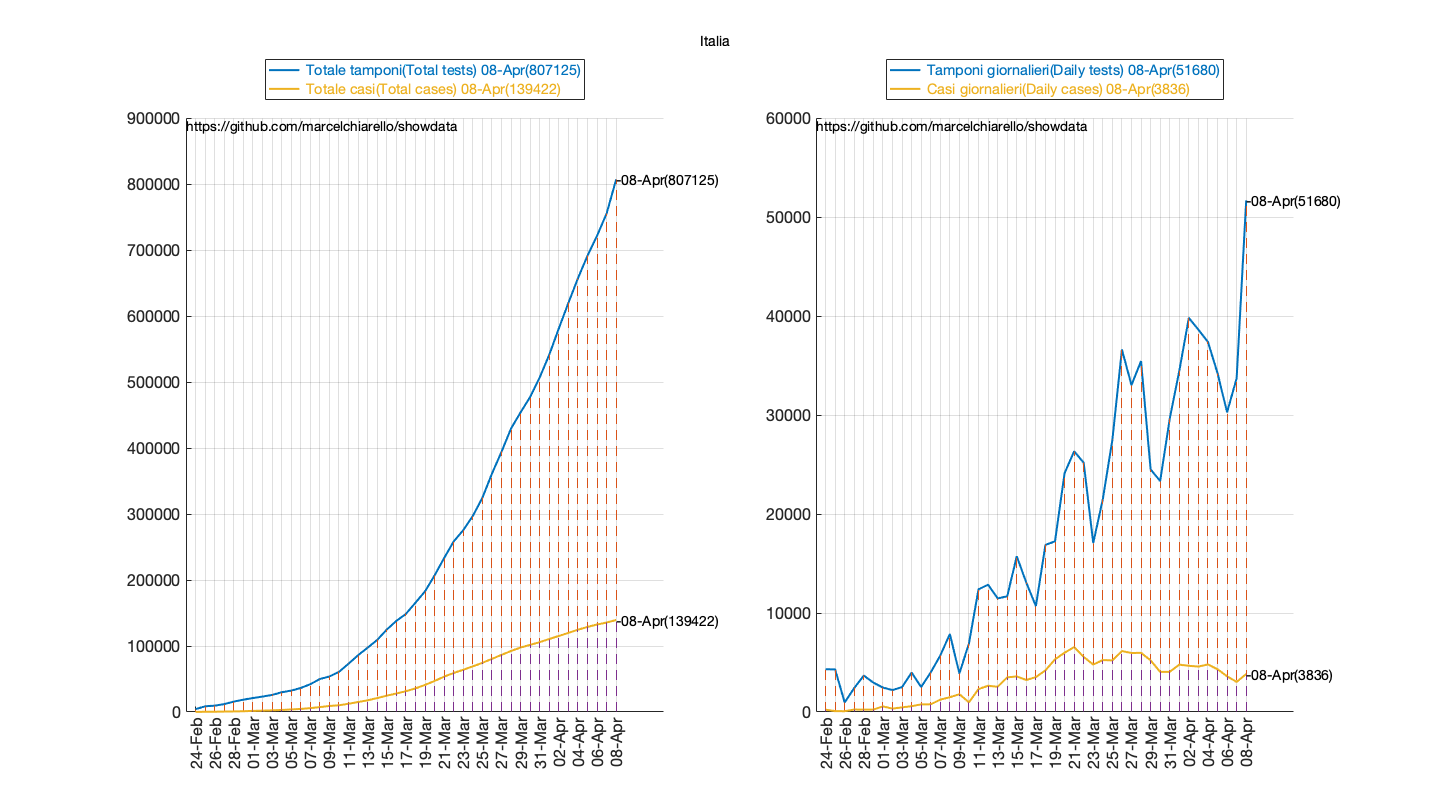 Italia
Totale tamponi(Total tests) 08-Apr(807125)
Totale casi(Total cases) 08-Apr(139422)
https://github.com/marcelchiarello/showdata
900000
800000
700000
600000
500000
400000
300000
200000
100000
0
08-Apr(807125)
08-Apr(139422)
24-Feb
26-Feb
28-Feb
01-Mar
03-Mar
05-Mar
07-Mar
09-Mar
11-Mar
13-Mar
15-Mar
17-Mar
19-Mar
21-Mar
23-Mar
25-Mar
27-Mar
29-Mar
31-Mar
02-Apr
04-Apr
06-Apr
08-Apr
Tamponi giornalieri(Daily tests) 08-Apr(51680)
Casi giornalieri(Daily cases) 08-Apr(3836)
https://github.com/marcelchiarello/showdata
60000
50000
40000
30000
20000
10000
0
08-Apr(51680)
08-Apr(3836)
24-Feb
26-Feb
28-Feb
01-Mar
03-Mar
05-Mar
07-Mar
09-Mar
11-Mar
13-Mar
15-Mar
17-Mar
19-Mar
21-Mar
23-Mar
25-Mar
27-Mar
29-Mar
31-Mar
02-Apr
04-Apr
06-Apr
08-Apr